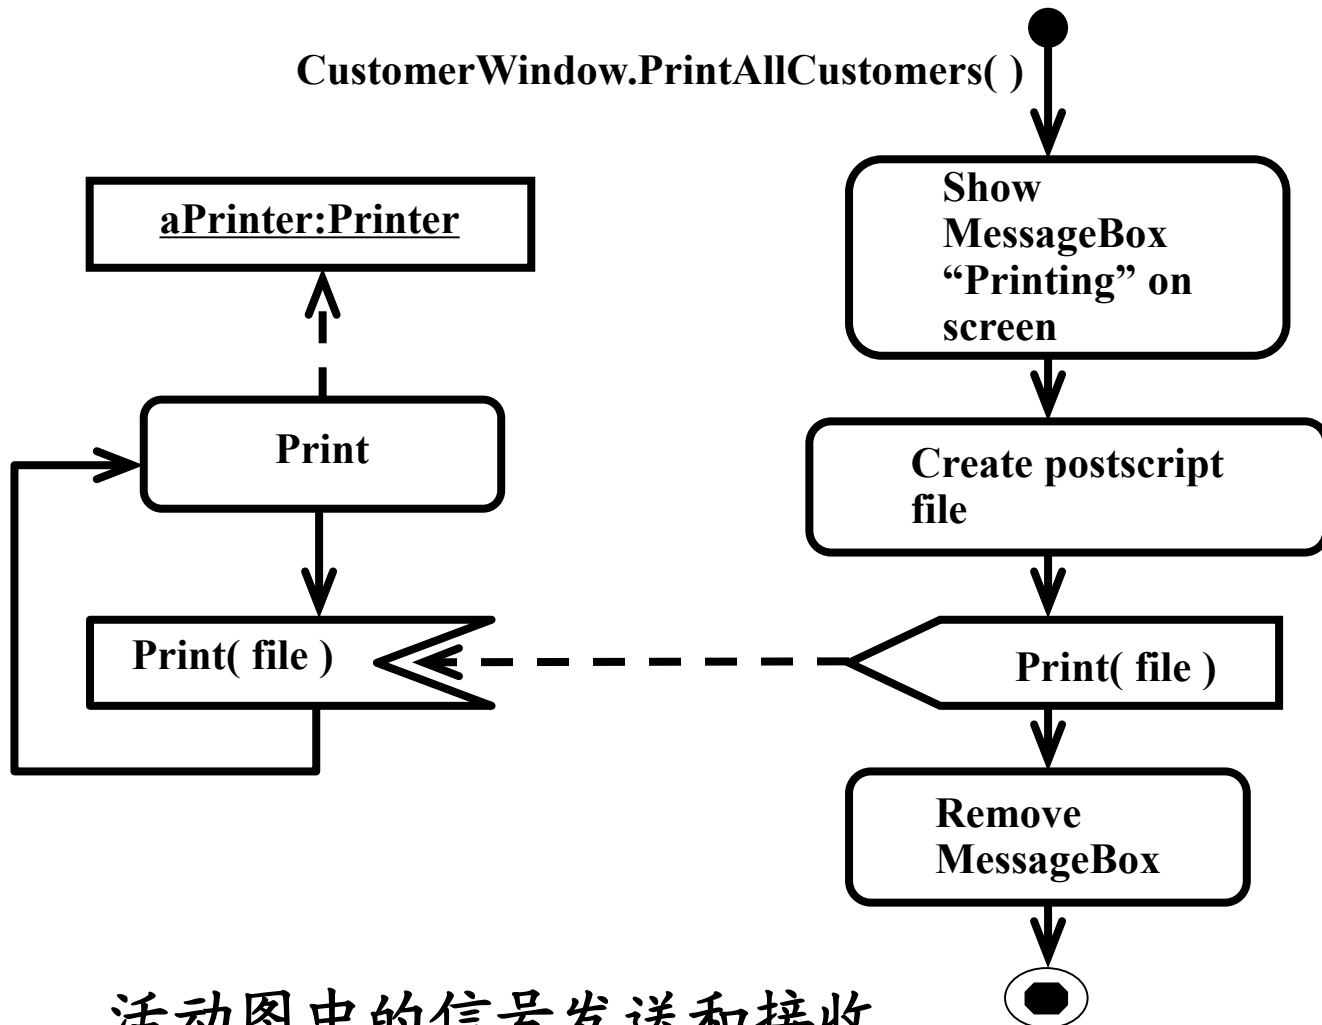 CustomerWindow.PrintAllCustomers( )
aPrinter:Printer
Show
MessageBox
“Printing” on
screen
Print
Create postscript
file
Print( file )
Print( file )
Remove
MessageBox
活动图中的信号发送和接收